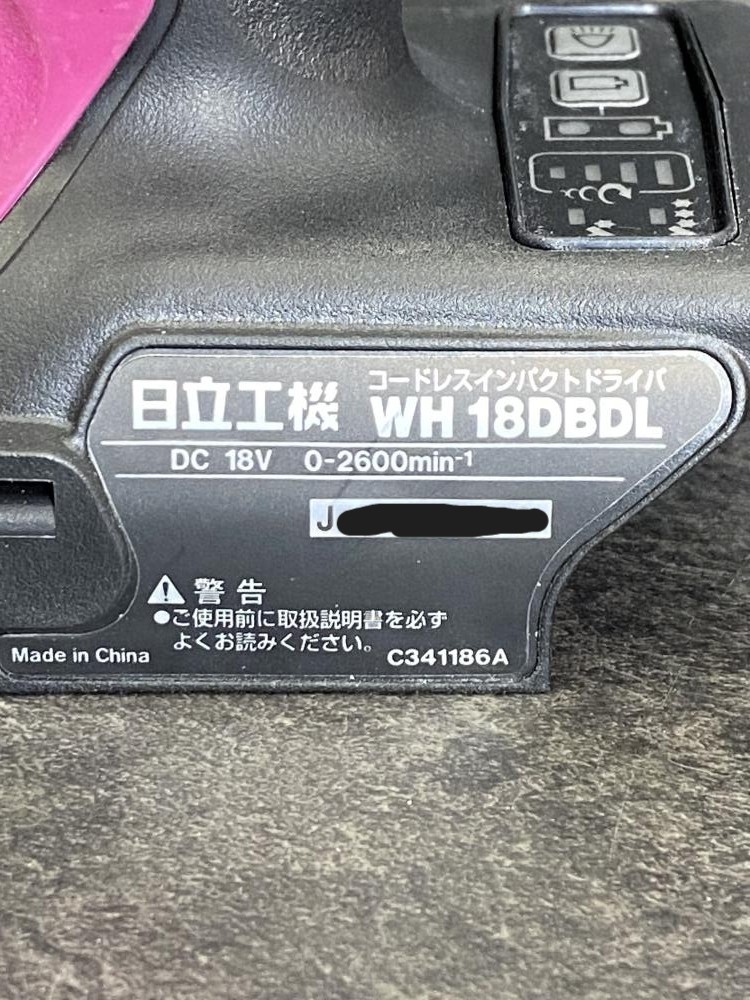 コードレスインパクトドライバ
日立工機 WH 18DBDL
DC 18V 0-2600min⁻¹
J
⚠警告
●ご使用前に取扱説明書を必ず
よくお読みください。
Made in China C341186A